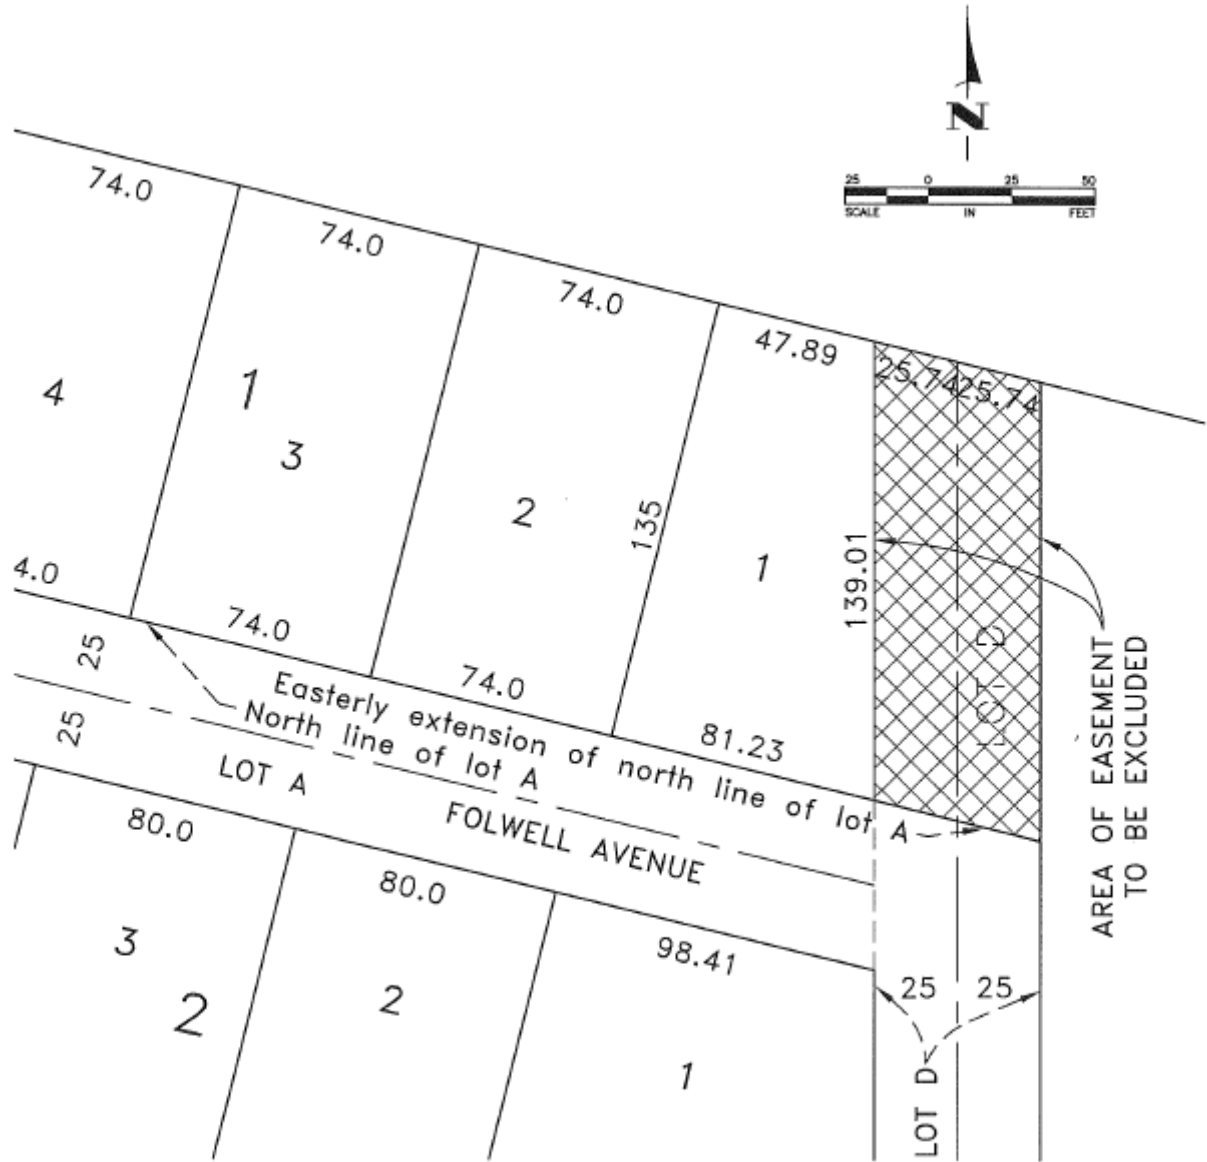 N
25 0 25 50
SCALE IN FEET
74.0
74.0
74.0
47.89
25.74
25.74
4
1
3
2
135
1
139.01
LOT D
AREA OF EASEMENT
TO BE EXCLUDED
4.0
74.0
74.0
81.23
25
25
Easterly extension of north line of lot A
North line of lot A
LOT A
FOLWELL AVENUE
80.0
80.0
98.41
3
2
2
1
25 25
LOT D